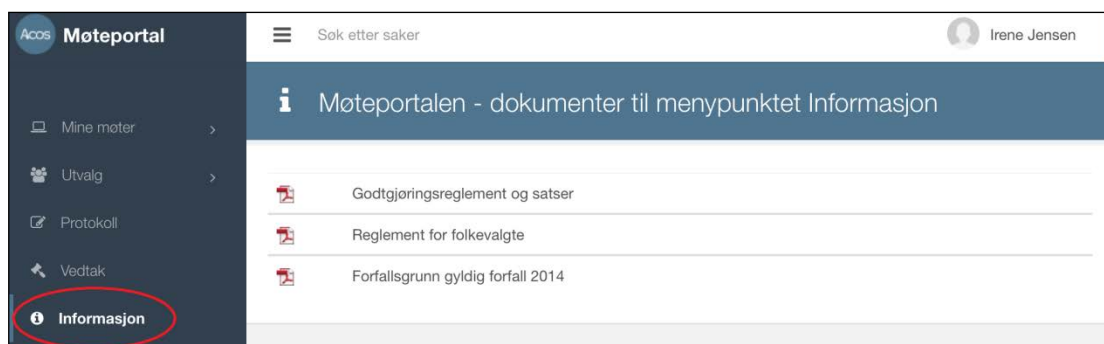 Acos Møteportal
Søk etter saker
Irene Jensen
Møteportalen - dokumenter til menypunktet Informasjon
Mine møter
Utvalg
Protokoll
Vedtak
Informasjon
Godtgjøringsreglement og satser
Reglement for folkevalgte
Forfallsgrunn gyldig forfall 2014